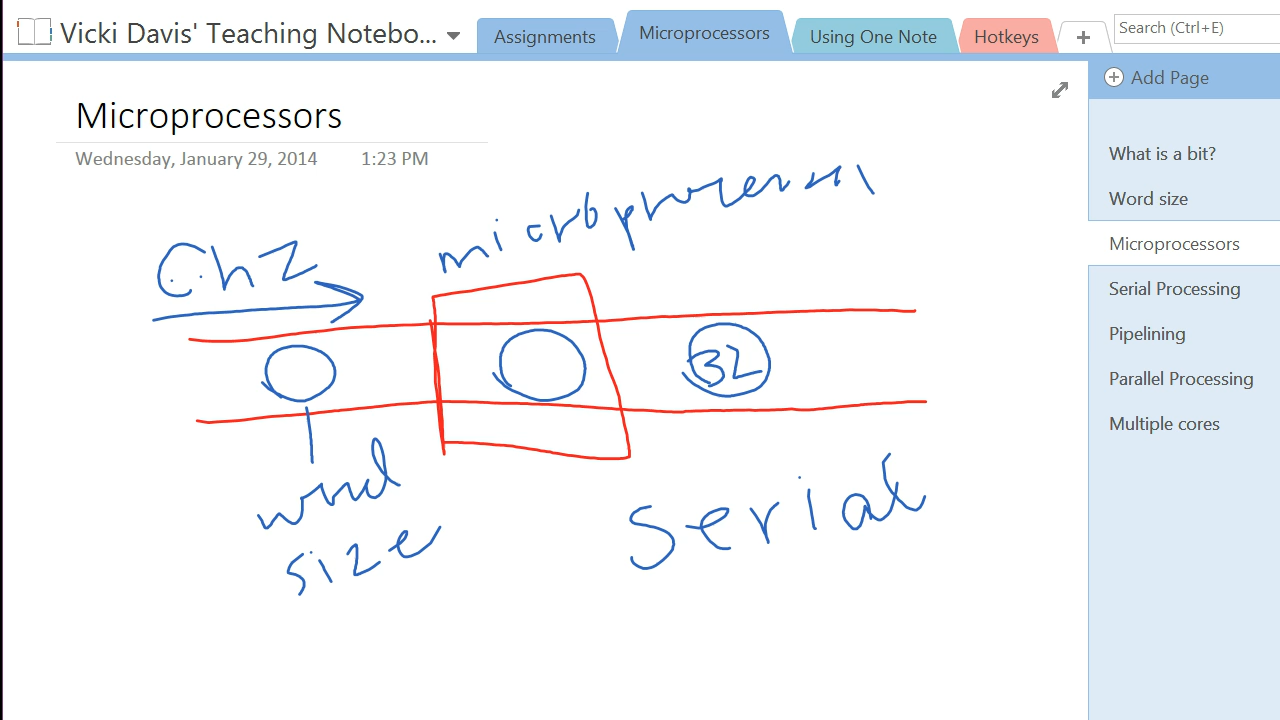 Vicki Davis' Teaching Notebo...
Assignments
Microprocessors
Using One Note
Hotkeys
Search (Ctrl+E)
Add Page
Microprocessors
Wednesday, January 29, 2014 1:23 PM
What is a bit?
Word size
Microprocessors
Serial Processing
Pipelining
Parallel Processing
Multiple cores
Ch2
32
word
size
Serial